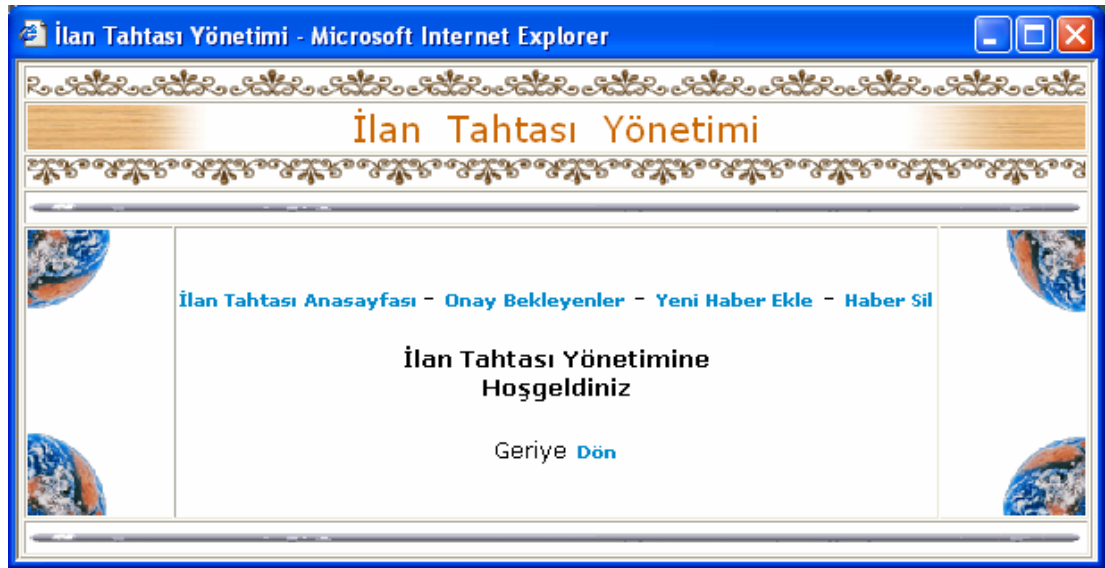 İlan Tahtası Yönetimi - Microsoft Internet Explorer
İlan Tahtası Yönetimi
İlan Tahtası Anasayfası - Onay Bekleyenler - Yeni Haber Ekle - Haber Sil
İlan Tahtası Yönetimine
Hoşgeldiniz
Geriye Dön